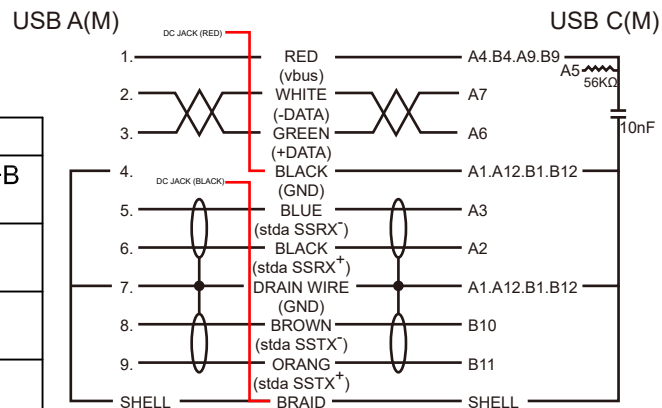 USB A(M) USB C(M)
DC JACK (RED)
1. RED A4.B4.A9.B9
(vbus) A5 56KΩ
2. WHITE A7
(-DATA) 10nF
3. GREEN A6
(+DATA)
4. BLACK A1.A12.B1.B12
-B
DC JACK (BLACK) (GND)
5. BLUE A3
(stda SSRX-)
6. BLACK A2
(stda SSRX+)
7. DRAIN WIRE A1.A12.B1.B12
(GND)
8. BROWN B10
(stda SSTX-)
9. ORANG B11
(stda SSTX+)
SHELL BRAID SHELL